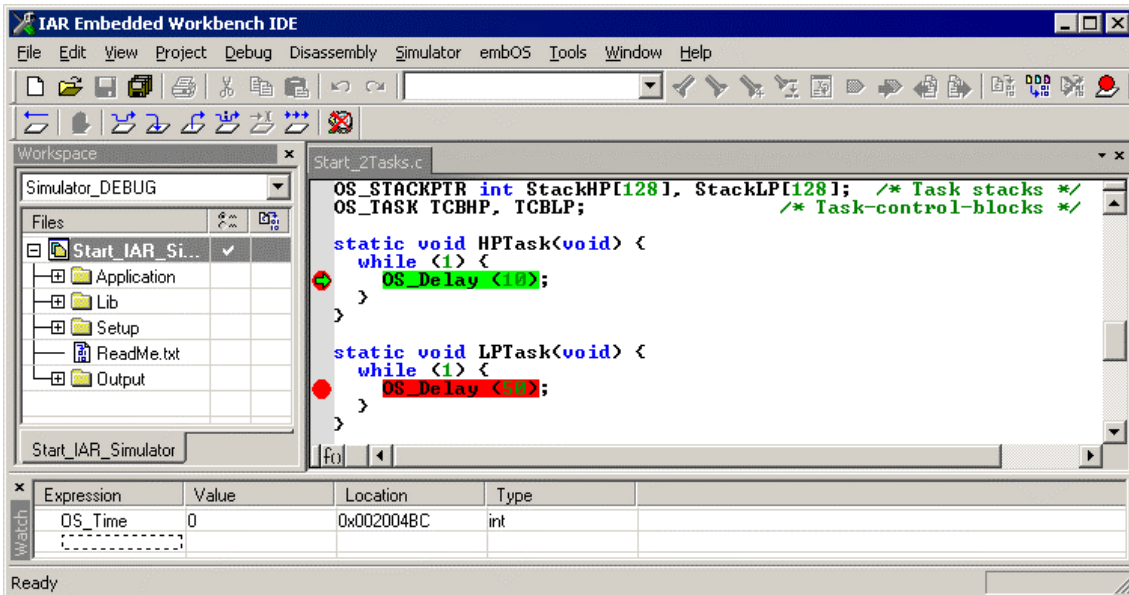 IAR Embedded Workbench IDE
File Edit View Project Debug Disassembly Simulator embOS Tools Window Help
Workspace
Simulator_DEBUG
Files
Start_IAR_Si...
Application
Lib
Setup
ReadMe.txt
Output
Start_IAR_Simulator
Start_2Tasks.c
OS_STACKPTR int StackHP[128], StackLP[128]; /* Task stacks */
OS_TASK TCBHP, TCBLP; /* Task-control-blocks */
static void HPTask(void) {
while (1) {
OS_Delay (10);
}
}
static void LPTask(void) {
while (1) {
OS_Delay (50);
}
}
fo
Watch
Expression Value Location Type
OS_Time 0 0x002004BC int
Ready